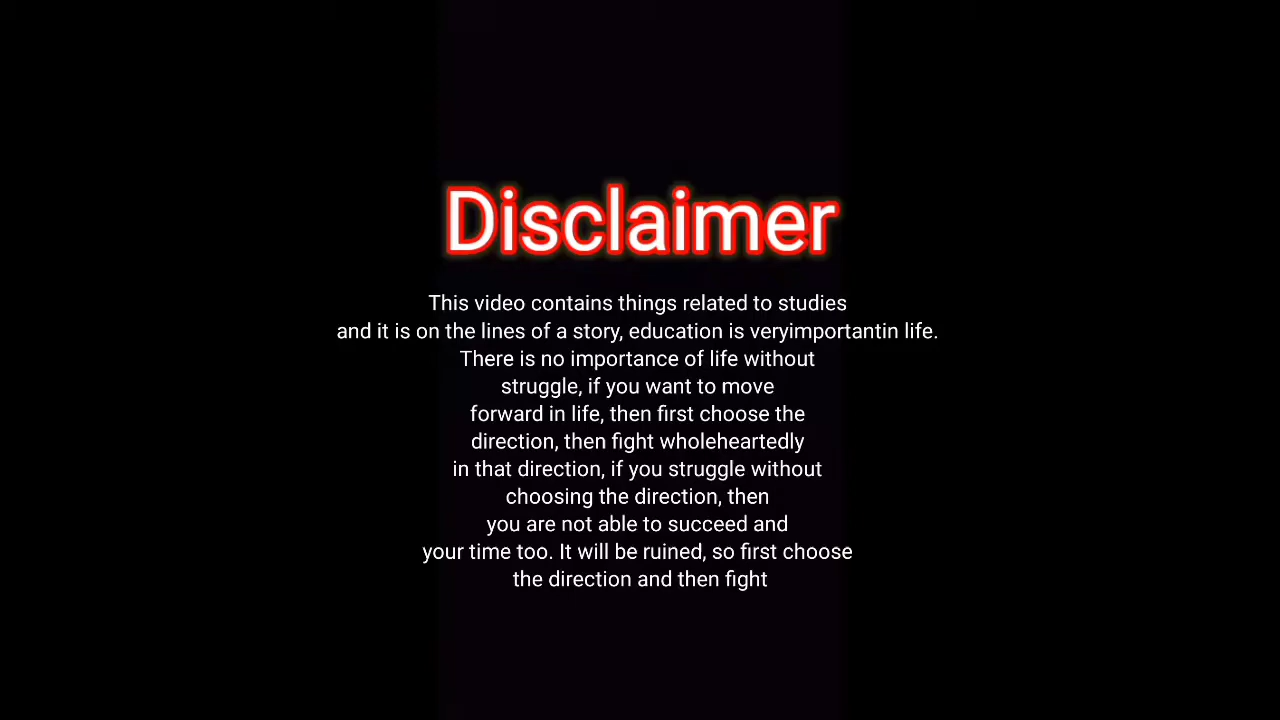 Disclaimer
This video contains things related to studies
and it is on the lines of a story, education is veryimportantin life.
There is no importance of life without
struggle, if you want to move
forward in life, then first choose the
direction, then fight wholeheartedly
in that direction, if you struggle without
choosing the direction, then
you are not able to succeed and
your time too. It will be ruined, so first choose
the direction and then fight